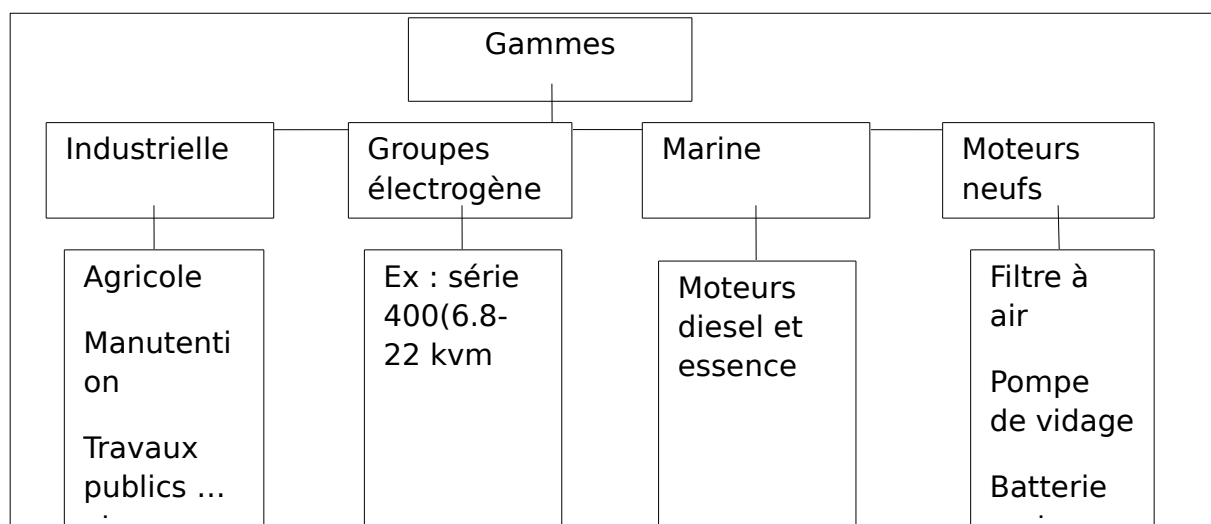 Gammes
Industrielle
Groupes
électrogène
Marine
Moteurs
neufs
Agricole
Manutenti
on
Travaux
publics …
Ex : série
400(6.8-
22 kvm
Moteurs
diesel et
essence
Filtre à
air
Pompe
de vidage
Batterie